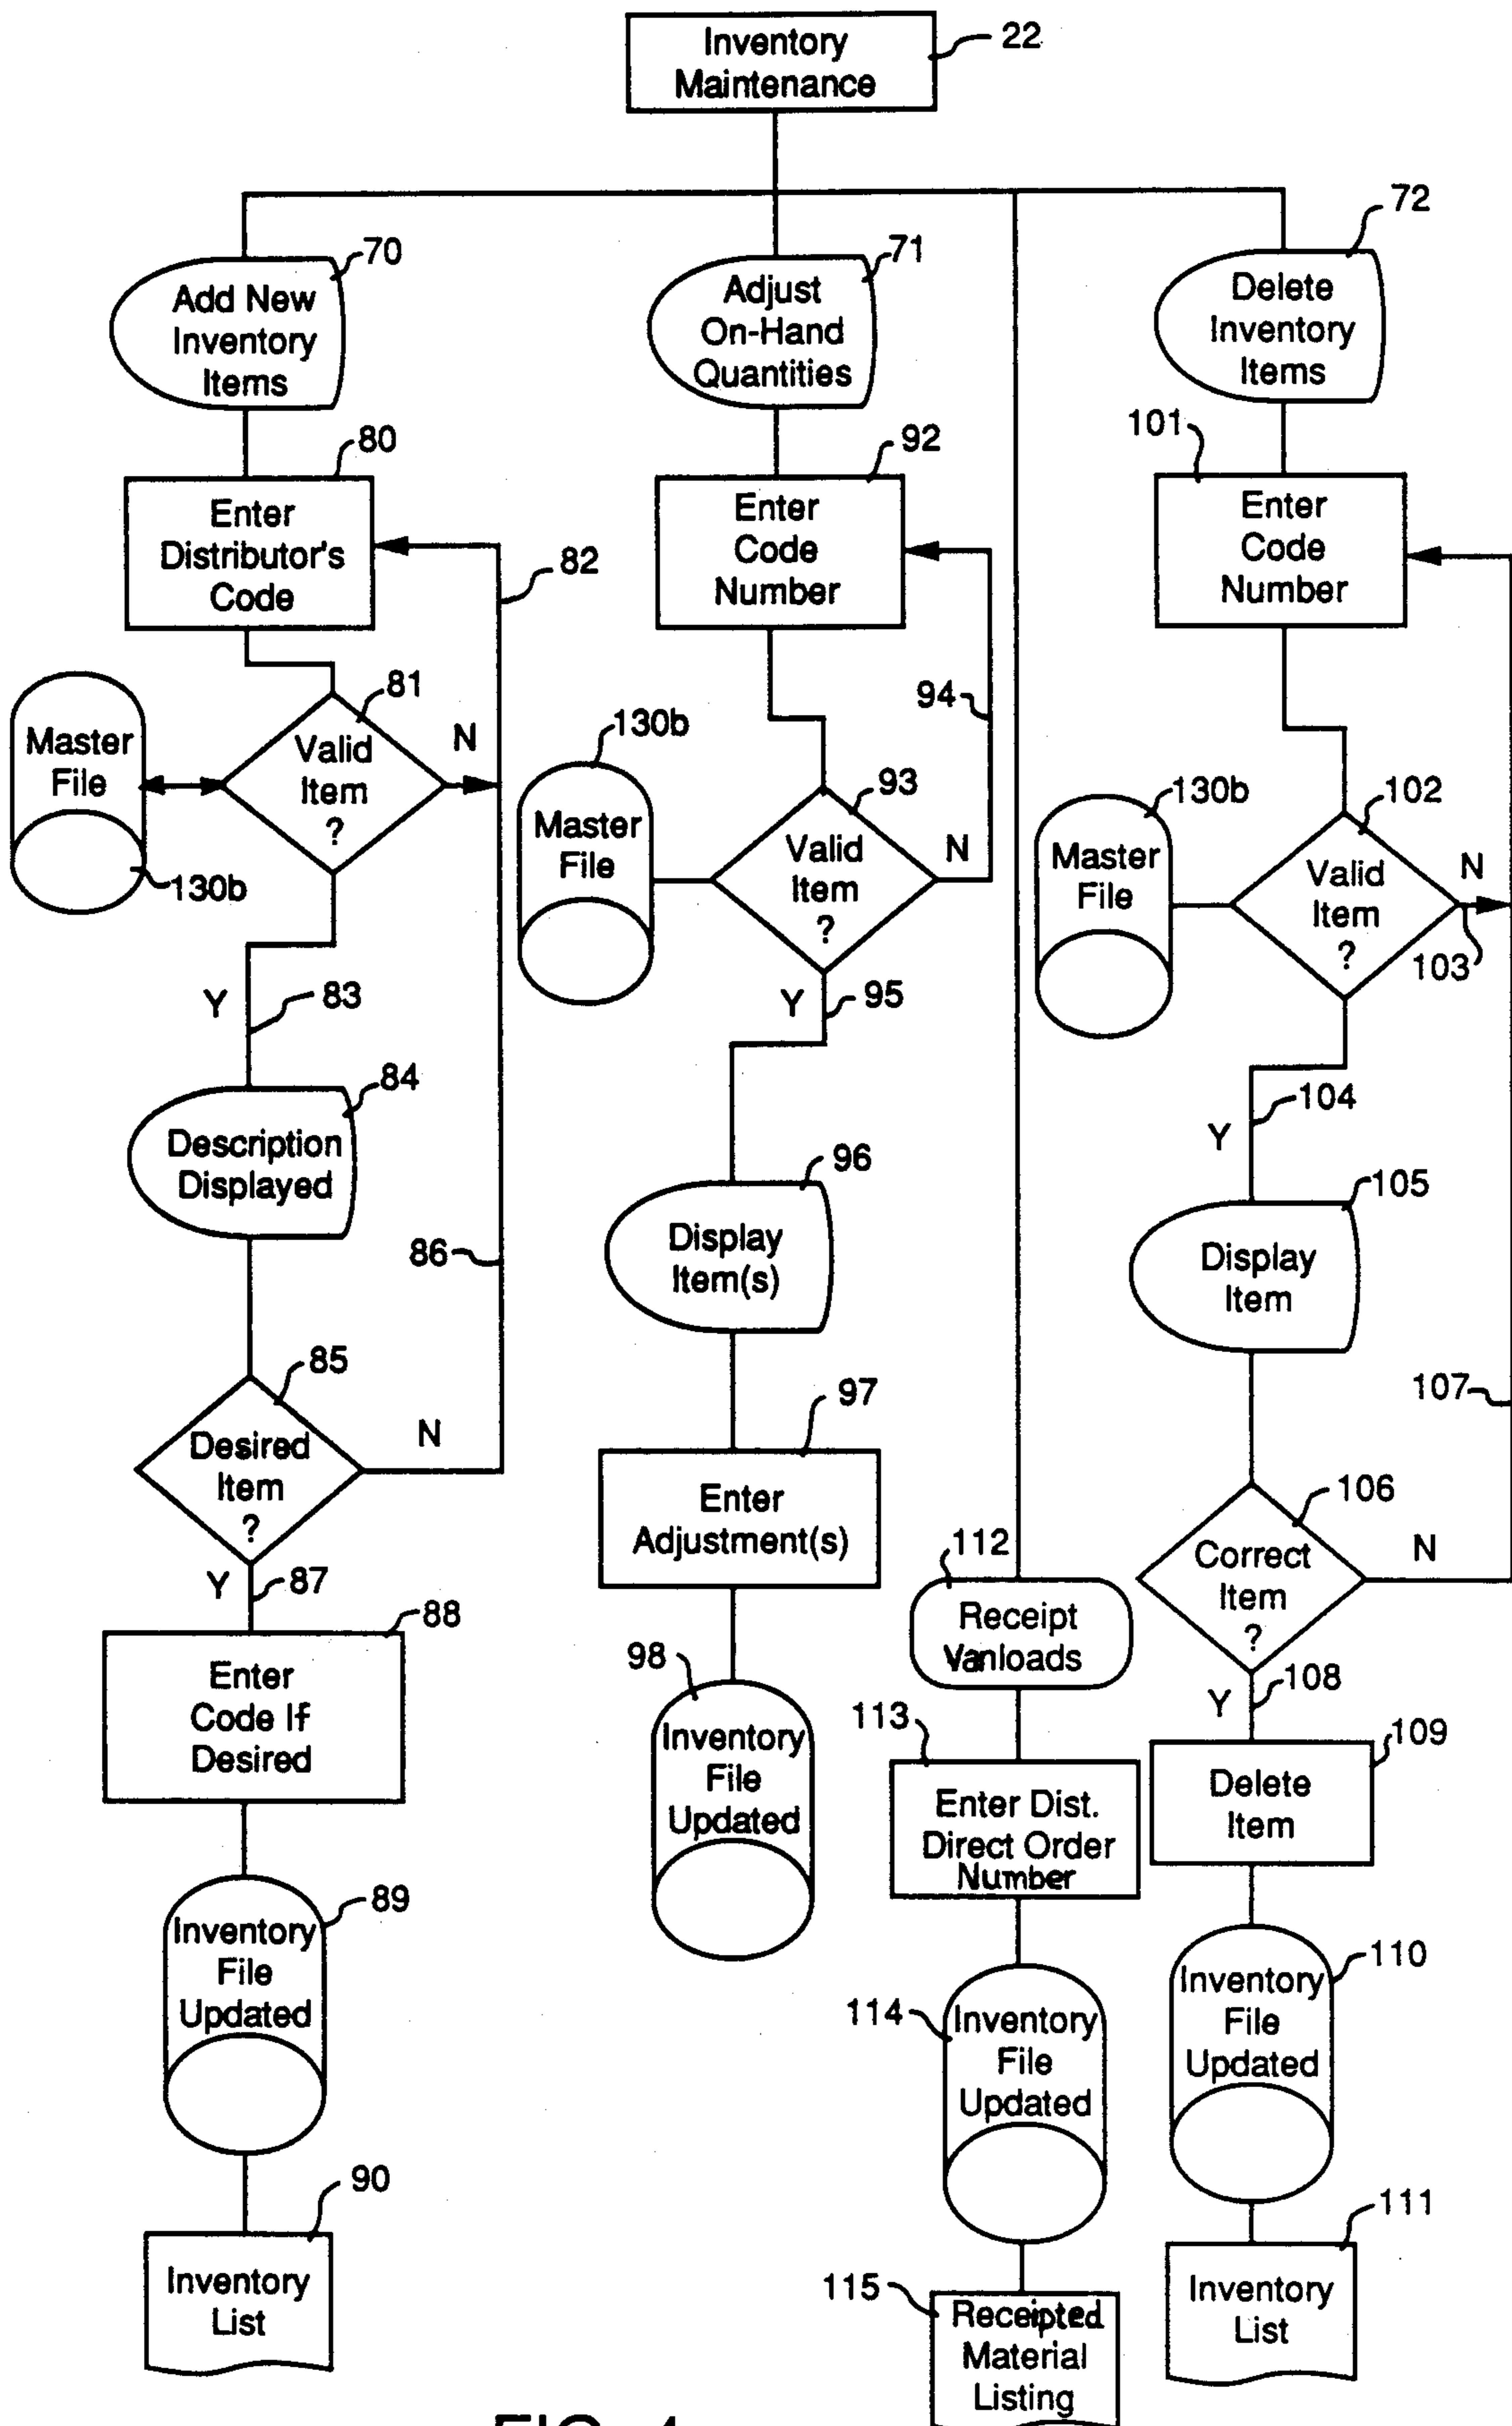 Inventory
Maintenance
22
70
Add New
Inventory
Items
80
Enter
Distributor's
Code
82
81
Valid
Item
?
N
Master
File
130b
Y
83
84
Description
Displayed
86
85
Desired
Item
?
N
Y
87
88
Enter
Code If
Desired
89
Inventory
File
Updated
90
Inventory
List
71
Adjust
On-Hand
Quantities
92
Enter
Code
Number
94
130b
Master
File
93
Valid
Item
?
N
Y
95
96
Display
Item(s)
97
Enter
Adjustment(s)
98
Inventory
File
Updated
112
Receipt
Vanloads
113
Enter Dist.
Direct Order
Number
114
Inventory
File
Updated
115
Receipted
Material
Listing
72
Delete
Inventory
Items
101
Enter
Code
Number
130b
Master
File
102
Valid
Item
?
N
103
104
Y
105
Display
Item
107
106
Correct
Item
?
N
Y
108
109
Delete
Item
110
Inventory
File
Updated
111
Inventory
List